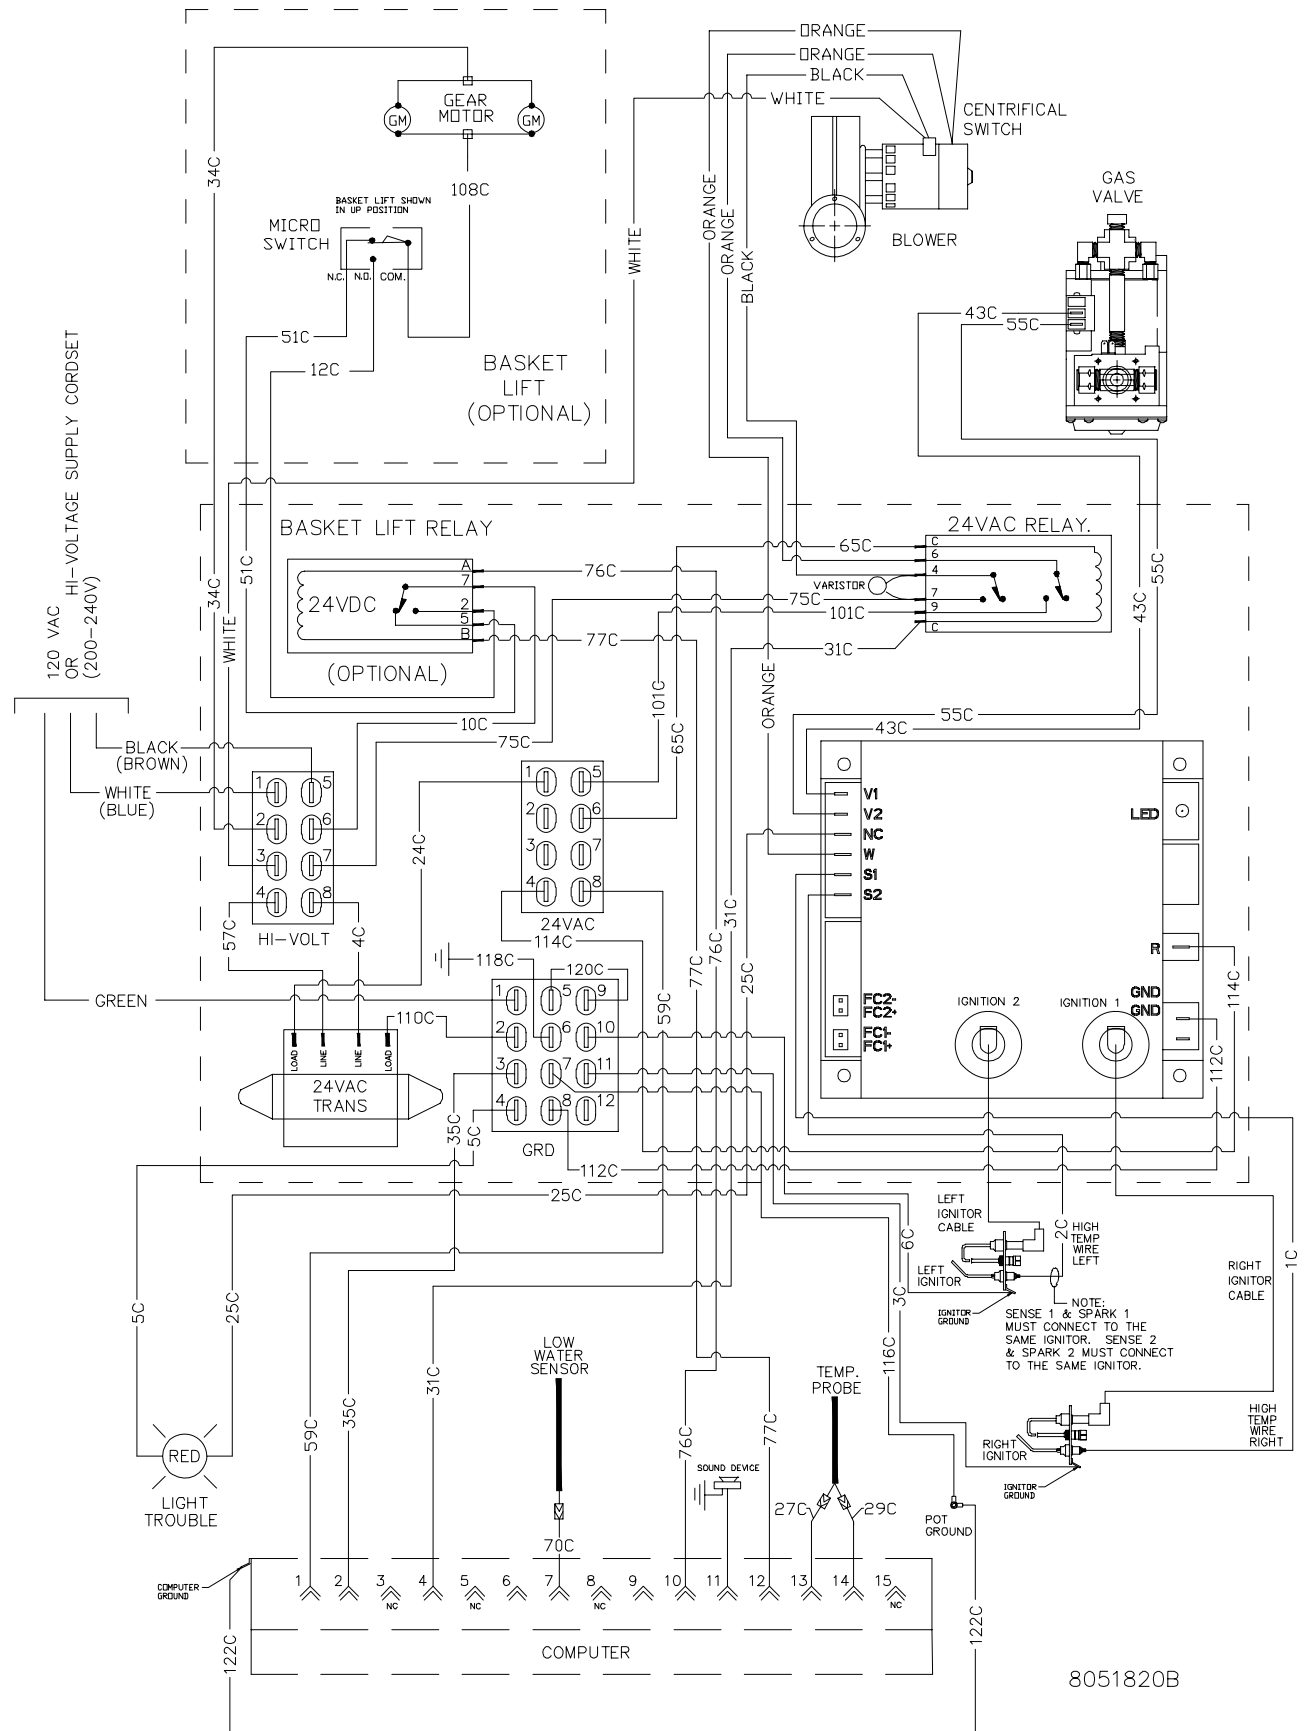 ORANGE
ORANGE
BLACK
WHITE
GEAR
MOTOR
GM
GM
CENTRIFICAL
SWITCH
34C
108C
BASKET LIFT SHOWN
IN UP POSITION
MICRO
SWITCH
N.C.
N.O.
COM.
GAS
VALVE
BLOWER
ORANGE
ORANGE
BLACK
WHITE
43C
55C
51C
12C
BASKET
LIFT
(OPTIONAL)
120 VAC
OR HI-VOLTAGE SUPPLY CORDSET
(200-240V)
BASKET LIFT RELAY
24VAC RELAY.
51C
34C
WHITE
24VDC
A
7
2
5
B
(OPTIONAL)
76C
77C
65C
VARISTOR
75C
101C
31C
C
6
4
7
9
C
55C
43C
101C
65C
ORANGE
10C
75C
55C
43C
BLACK
(BROWN)
WHITE
(BLUE)
1
5
2
6
3
7
4
8
HI-VOLT
24C
1
5
2
6
3
7
4
8
24VAC
V1
V2
NC
W
S1
S2
LED
R
GND
GND
FC2-
FC2+
FC1-
FC1+
IGNITION 2
IGNITION 1
57C
4C
114C
118C
120C
59C
77C
76C
31C
25C
114C
112C
GREEN
110C
1
5
9
2
6
10
3
7
11
4
8
12
GRD
LOAD
LINE
LINE
LOAD
24VAC
TRANS
35C
5C
112C
25C
LEFT
IGNITOR
CABLE
6C
2C
HIGH
TEMP
WIRE
LEFT
1C
LEFT
IGNITOR
IGNITOR
GROUND
3C
RIGHT
IGNITOR
CABLE
NOTE:
SENSE 1 & SPARK 1
MUST CONNECT TO THE
SAME IGNITOR. SENSE 2
& SPARK 2 MUST CONNECT
TO THE SAME IGNITOR.
5C
25C
LOW
WATER
SENSOR
116C
TEMP.
PROBE
31C
59C
35C
76C
77C
HIGH
TEMP
WIRE
RIGHT
RIGHT
IGNITOR
IGNITOR
GROUND
RED
LIGHT
TROUBLE
SOUND DEVICE
27C
29C
POT
GROUND
70C
COMPUTER
GROUND
1
2
3
4
5
6
7
8
9
10
11
12
13
14
15
NC
NC
NC
NC
COMPUTER
122C
122C
8051820B